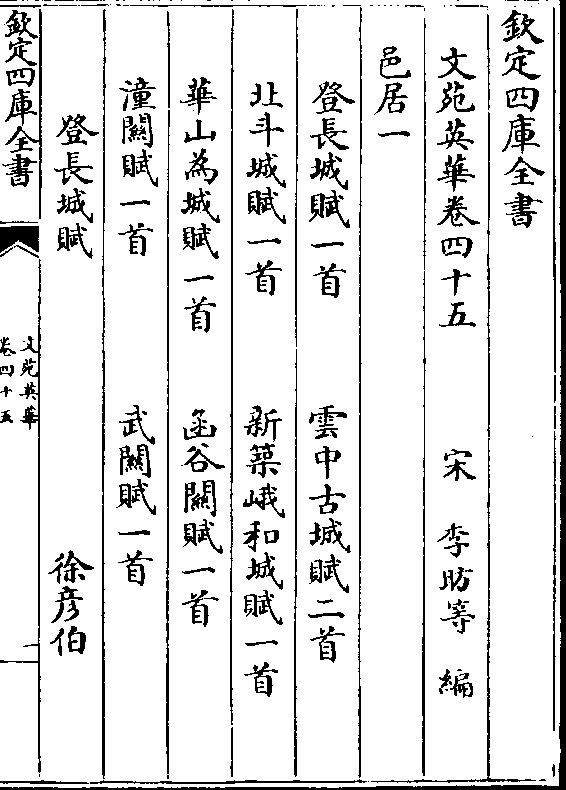 欽定四庫全書
文苑英華卷四十五　宋　李昉等　編
邑居一
登長城賦一首　雲中古城賦二首
北斗城賦一首　新築峨和城賦一首
華山為城賦一首　函谷關賦一首
潼關賦一首　武關賦一首
登長城賦　徐彦伯
欽定四庫全書
文苑英華
卷四十五
一